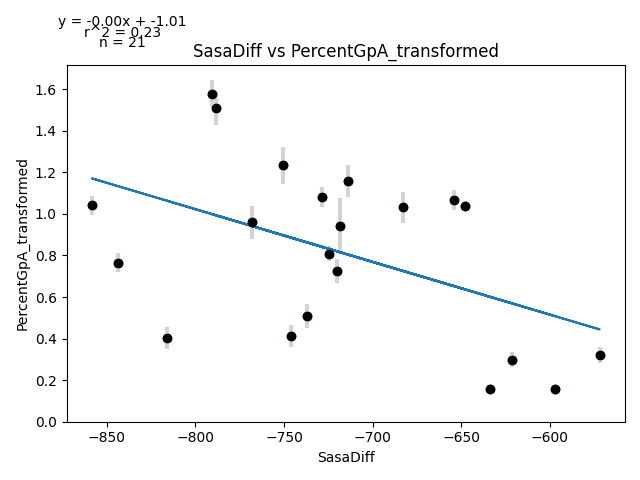 y = -0.00x + -1.01
r^2 = 0.23
n = 21
SasaDiff vs PercentGpA_transformed
PercentGpA_transformed
1.6
1.4
1.2
1.0
0.8
0.6
0.4
0.2
0.0
−850 −800 −750 −700 −650 −600
SasaDiff